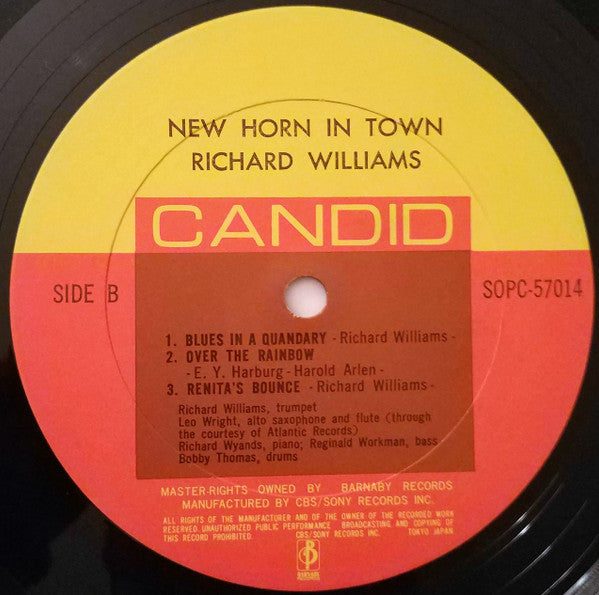 NEW HORN IN TOWN
RICHARD WILLIAMS
CANDID
SIDE B
SOPC-57014
1. BLUES IN A QUANDARY - Richard Williams -
2. OVER THE RAINBOW
- E. Y. Harburg - Harold Arlen -
3. RENITA'S BOUNCE - Richard Williams -
Richard Williams, trumpet
Leo Wright, alto saxophone and flute (through
the courtesy of Atlantic Records)
Richard Wyands, piano; Reginald Workman, bass
Bobby Thomas, drums
MASTER-RIGHTS OWNED BY BARNABY RECORDS
MANUFACTURED BY CBS/SONY RECORDS INC.
ALL RIGHTS OF THE MANUFACTURER AND OF THE OWNER OF THE RECORDED WORK
RESERVED. UNAUTHORIZED PUBLIC PERFORMANCE BROADCASTING AND COPYING OF
THIS RECORD PROHIBITED. CBS/SONY RECORDS INC. TOKYO JAPAN
B